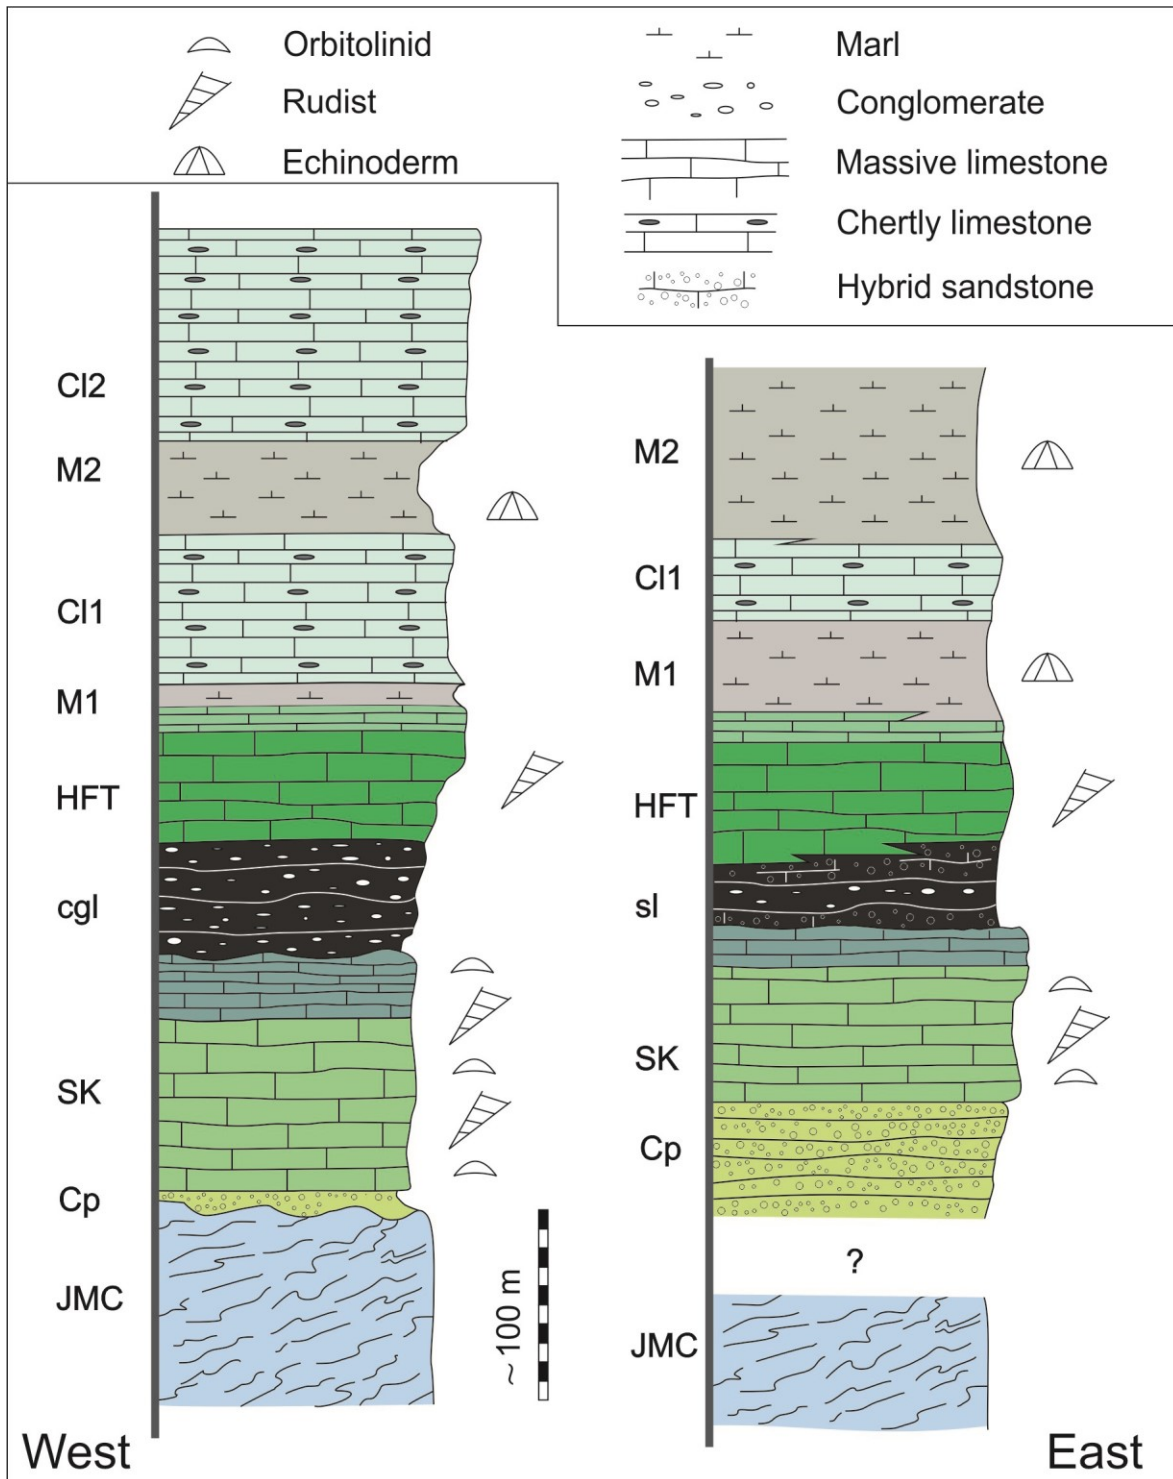 Orbitolinid
Rudist
Echinoderm
Marl
Conglomerate
Massive limestone
Chertly limestone
Hybrid sandstone
Cl2
M2
Cl1
M1
HFT
cgl
SK
Cp
JMC
~100 m
West
M2
Cl1
M1
HFT
sl
SK
Cp
?
JMC
East